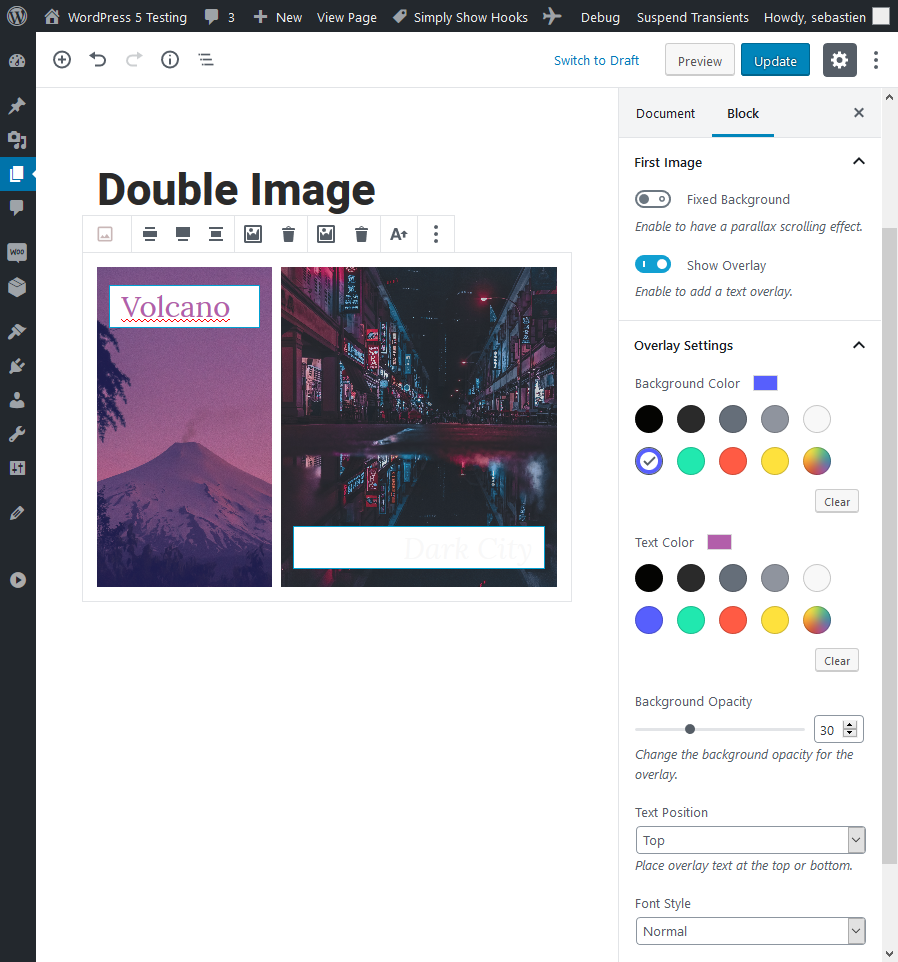 WordPress 5 Testing 3 New View Page Simply Show Hooks Debug Suspend Transients Howdy, sebastien
Switch to Draft Preview Update
Document Block
Double Image
Volcano
Dark City
First Image
Fixed Background
Enable to have a parallax scrolling effect.
Show Overlay
Enable to add a text overlay.
Overlay Settings
Background Color
Clear
Text Color
Clear
Background Opacity
30
Change the background opacity for the
overlay.
Text Position
Top
Place overlay text at the top or bottom.
Font Style
Normal